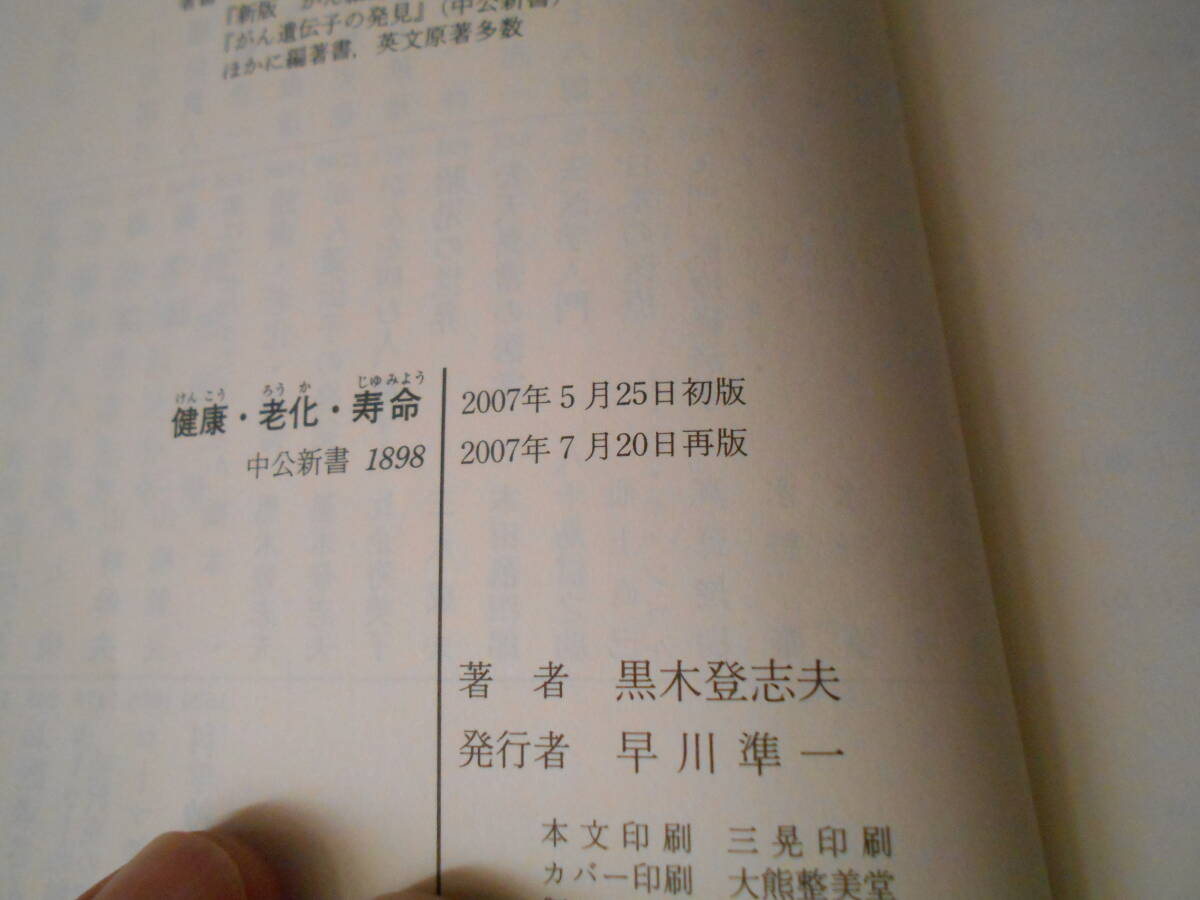 『新版 がん
『がん遺伝子の発見』(中公新書)
ほかに編著書，英文原著多数
健康・老化・寿命
けんこう ろうか じゅみよう
中公新書 1898
2007年5月25日初版
2007年7月20日再版
著者 黒木登志夫
発行者 早川準一
本文印刷 三晃印刷
カバー印刷 大熊整美堂